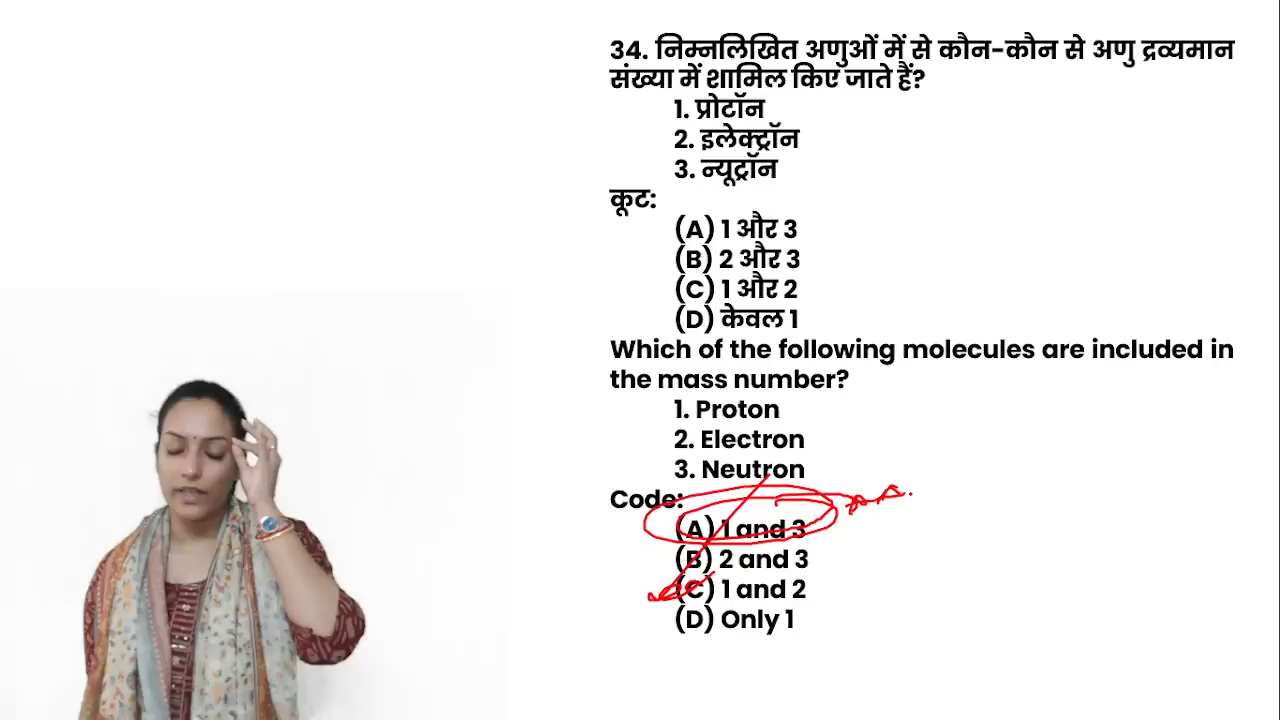 34. निम्नलिखित अणुओं में से कौन-कौन से अणु द्रव्यमान
संख्या में शामिल किए जाते हैं?
1. प्रोटॉन
2. इलेक्ट्रॉन
3. न्यूट्रॉन
कूट:
(A) 1 और 3
(B) 2 और 3
(C) 1 और 2
(D) केवल 1
Which of the following molecules are included in
the mass number?
1. Proton
2. Electron
3. Neutron
Code:
(A) 1 and 3
(B) 2 and 3
(C) 1 and 2
(D) Only 1